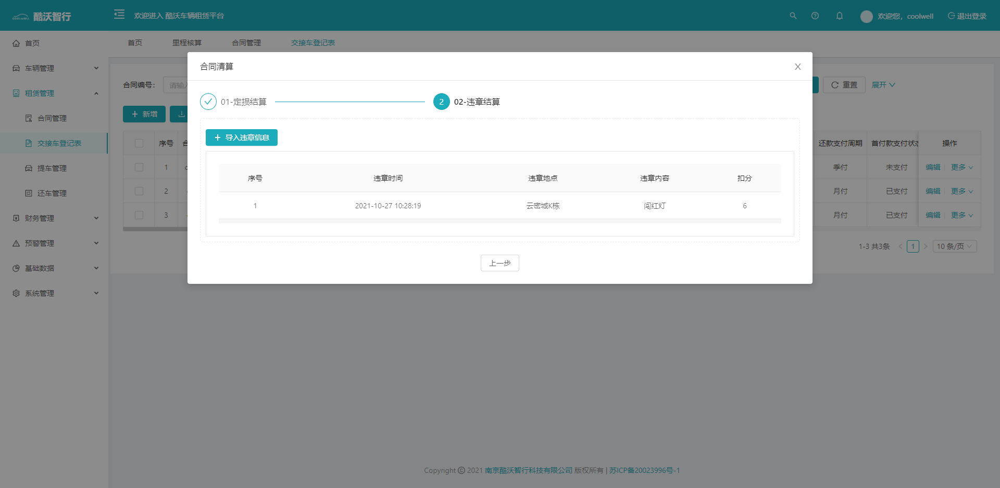 COOLWELL 酷沃智行
欢迎进入 酷沃车辆租赁平台
欢迎您，coolwell
退出登录
首页
车辆管理
租赁管理
合同管理
交接车登记表
提车管理
还车管理
财务管理
预警管理
基础数据
系统管理
首页 里程核算 合同管理 交接车登记表
合同编号： 请输入
重置 展开
+ 新增
序号 合
还款支付周期 首付款支付状态 操作
1 季付 未支付 编辑 更多
2 月付 已支付 编辑 更多
3 月付 已支付 编辑 更多
1-3 共3条 < 1 > 10 条/页
合同清算 X
01-定损结算 2 02-违章结算
+ 导入违章信息
序号 违章时间 违章地点 违章内容 扣分
1 2021-10-27 10:28:19 云密城K栋 闯红灯 6
上一步
Copyright © 2021 南京酷沃智行科技有限公司 版权所有 | 苏ICP备20023996号-1